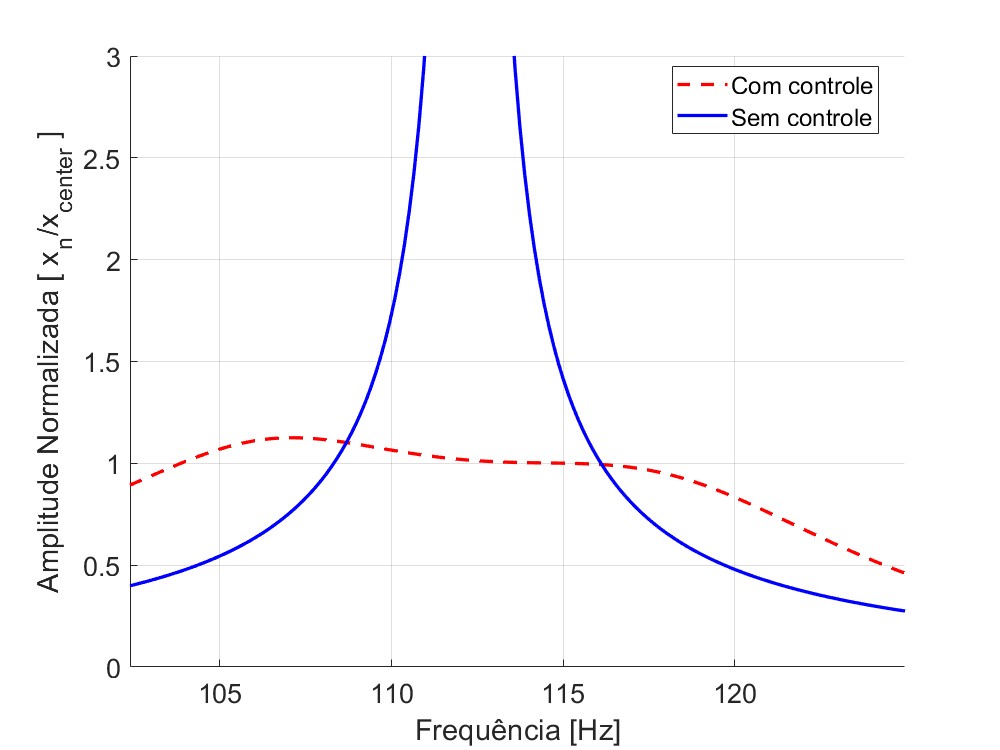 3
2.5
2
1.5
1
0.5
0
105
110
115
120
Com controle
Sem controle
Amplitude Normalizada [ x_n/x_center ]
Frequência [Hz]